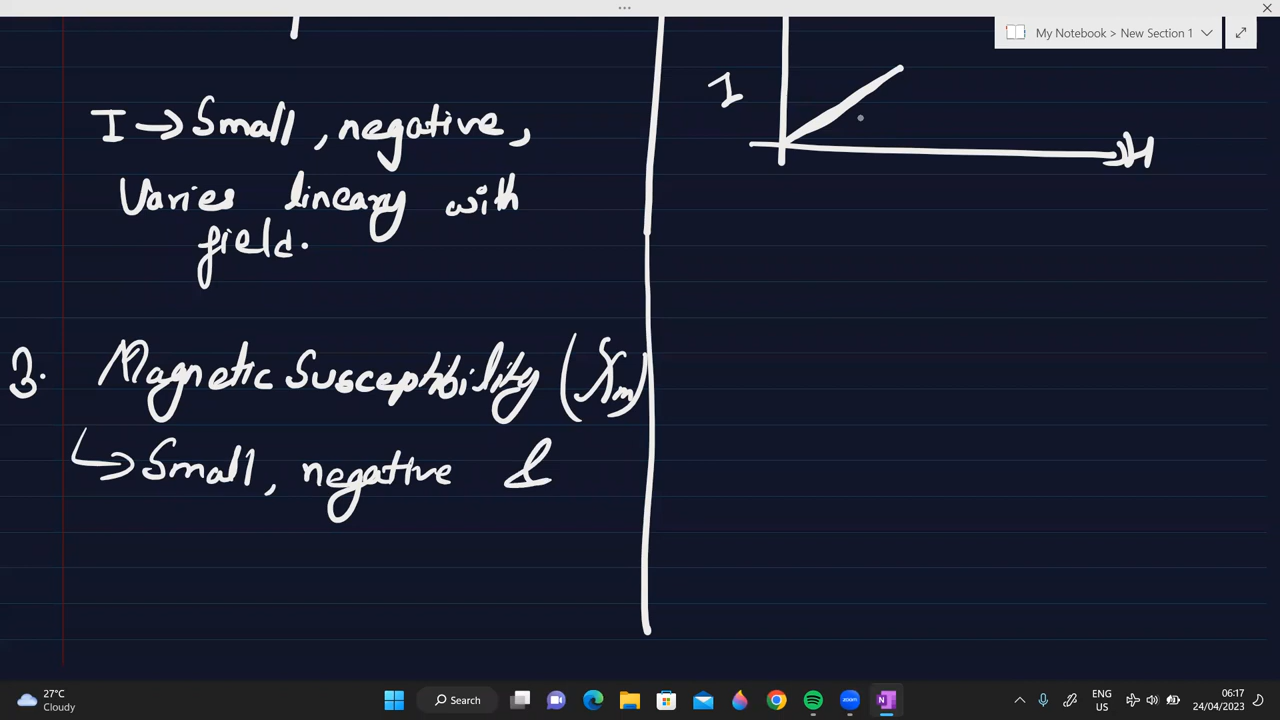 My Notebook > New Section 1
I → Small, negative,
Varies lineary with
field.
3. Magnetic Susceptibility (χm)
↳ Small, negative &
I
H
27°C
Cloudy
Search
ENG
US
06:17
24/04/2023